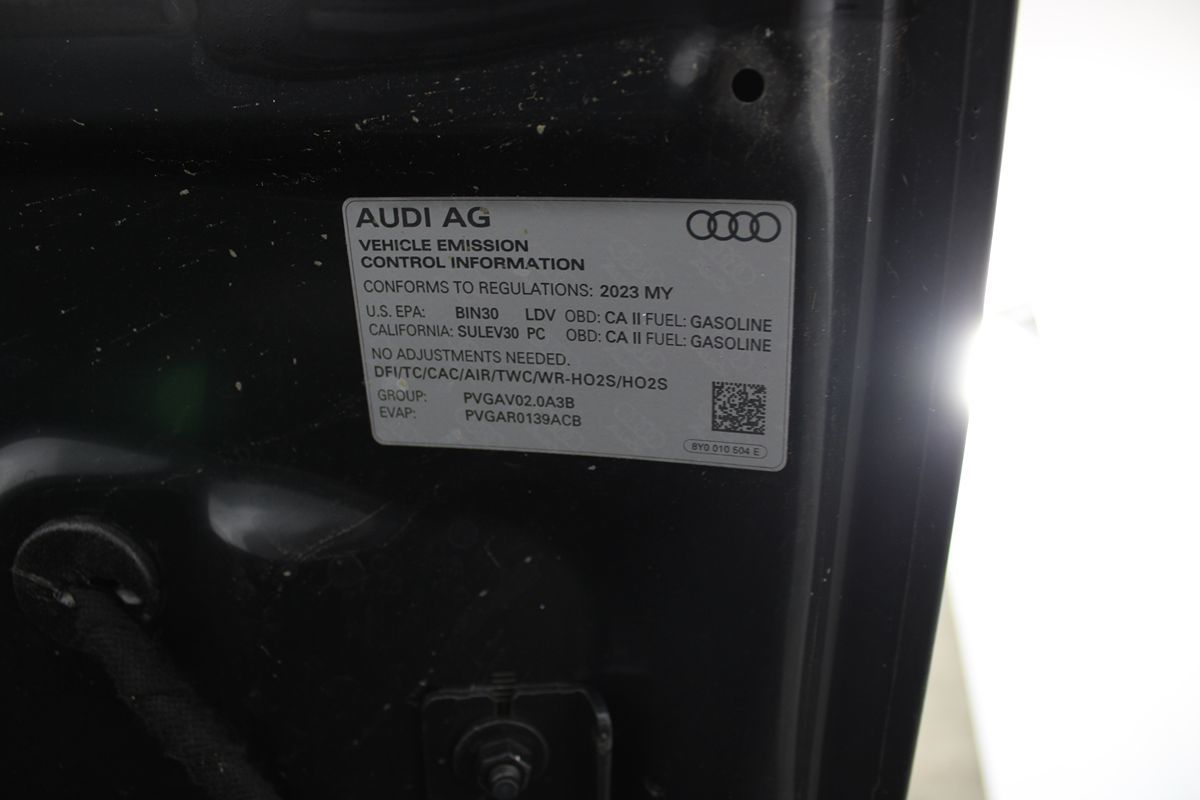 AUDI AG
VEHICLE EMISSION
CONTROL INFORMATION
CONFORMS TO REGULATIONS: 2023 MY
U.S. EPA: BIN30 LDV OBD: CA II FUEL: GASOLINE
CALIFORNIA: SULEV30 PC OBD: CA II FUEL: GASOLINE
NO ADJUSTMENTS NEEDED.
DFI/TC/CAC/AIR/TWC/WR-HO2S/HO2S
GROUP: PVGAV02.0A3B
EVAP: PVGAR0139ACB
8Y0 010 504 E